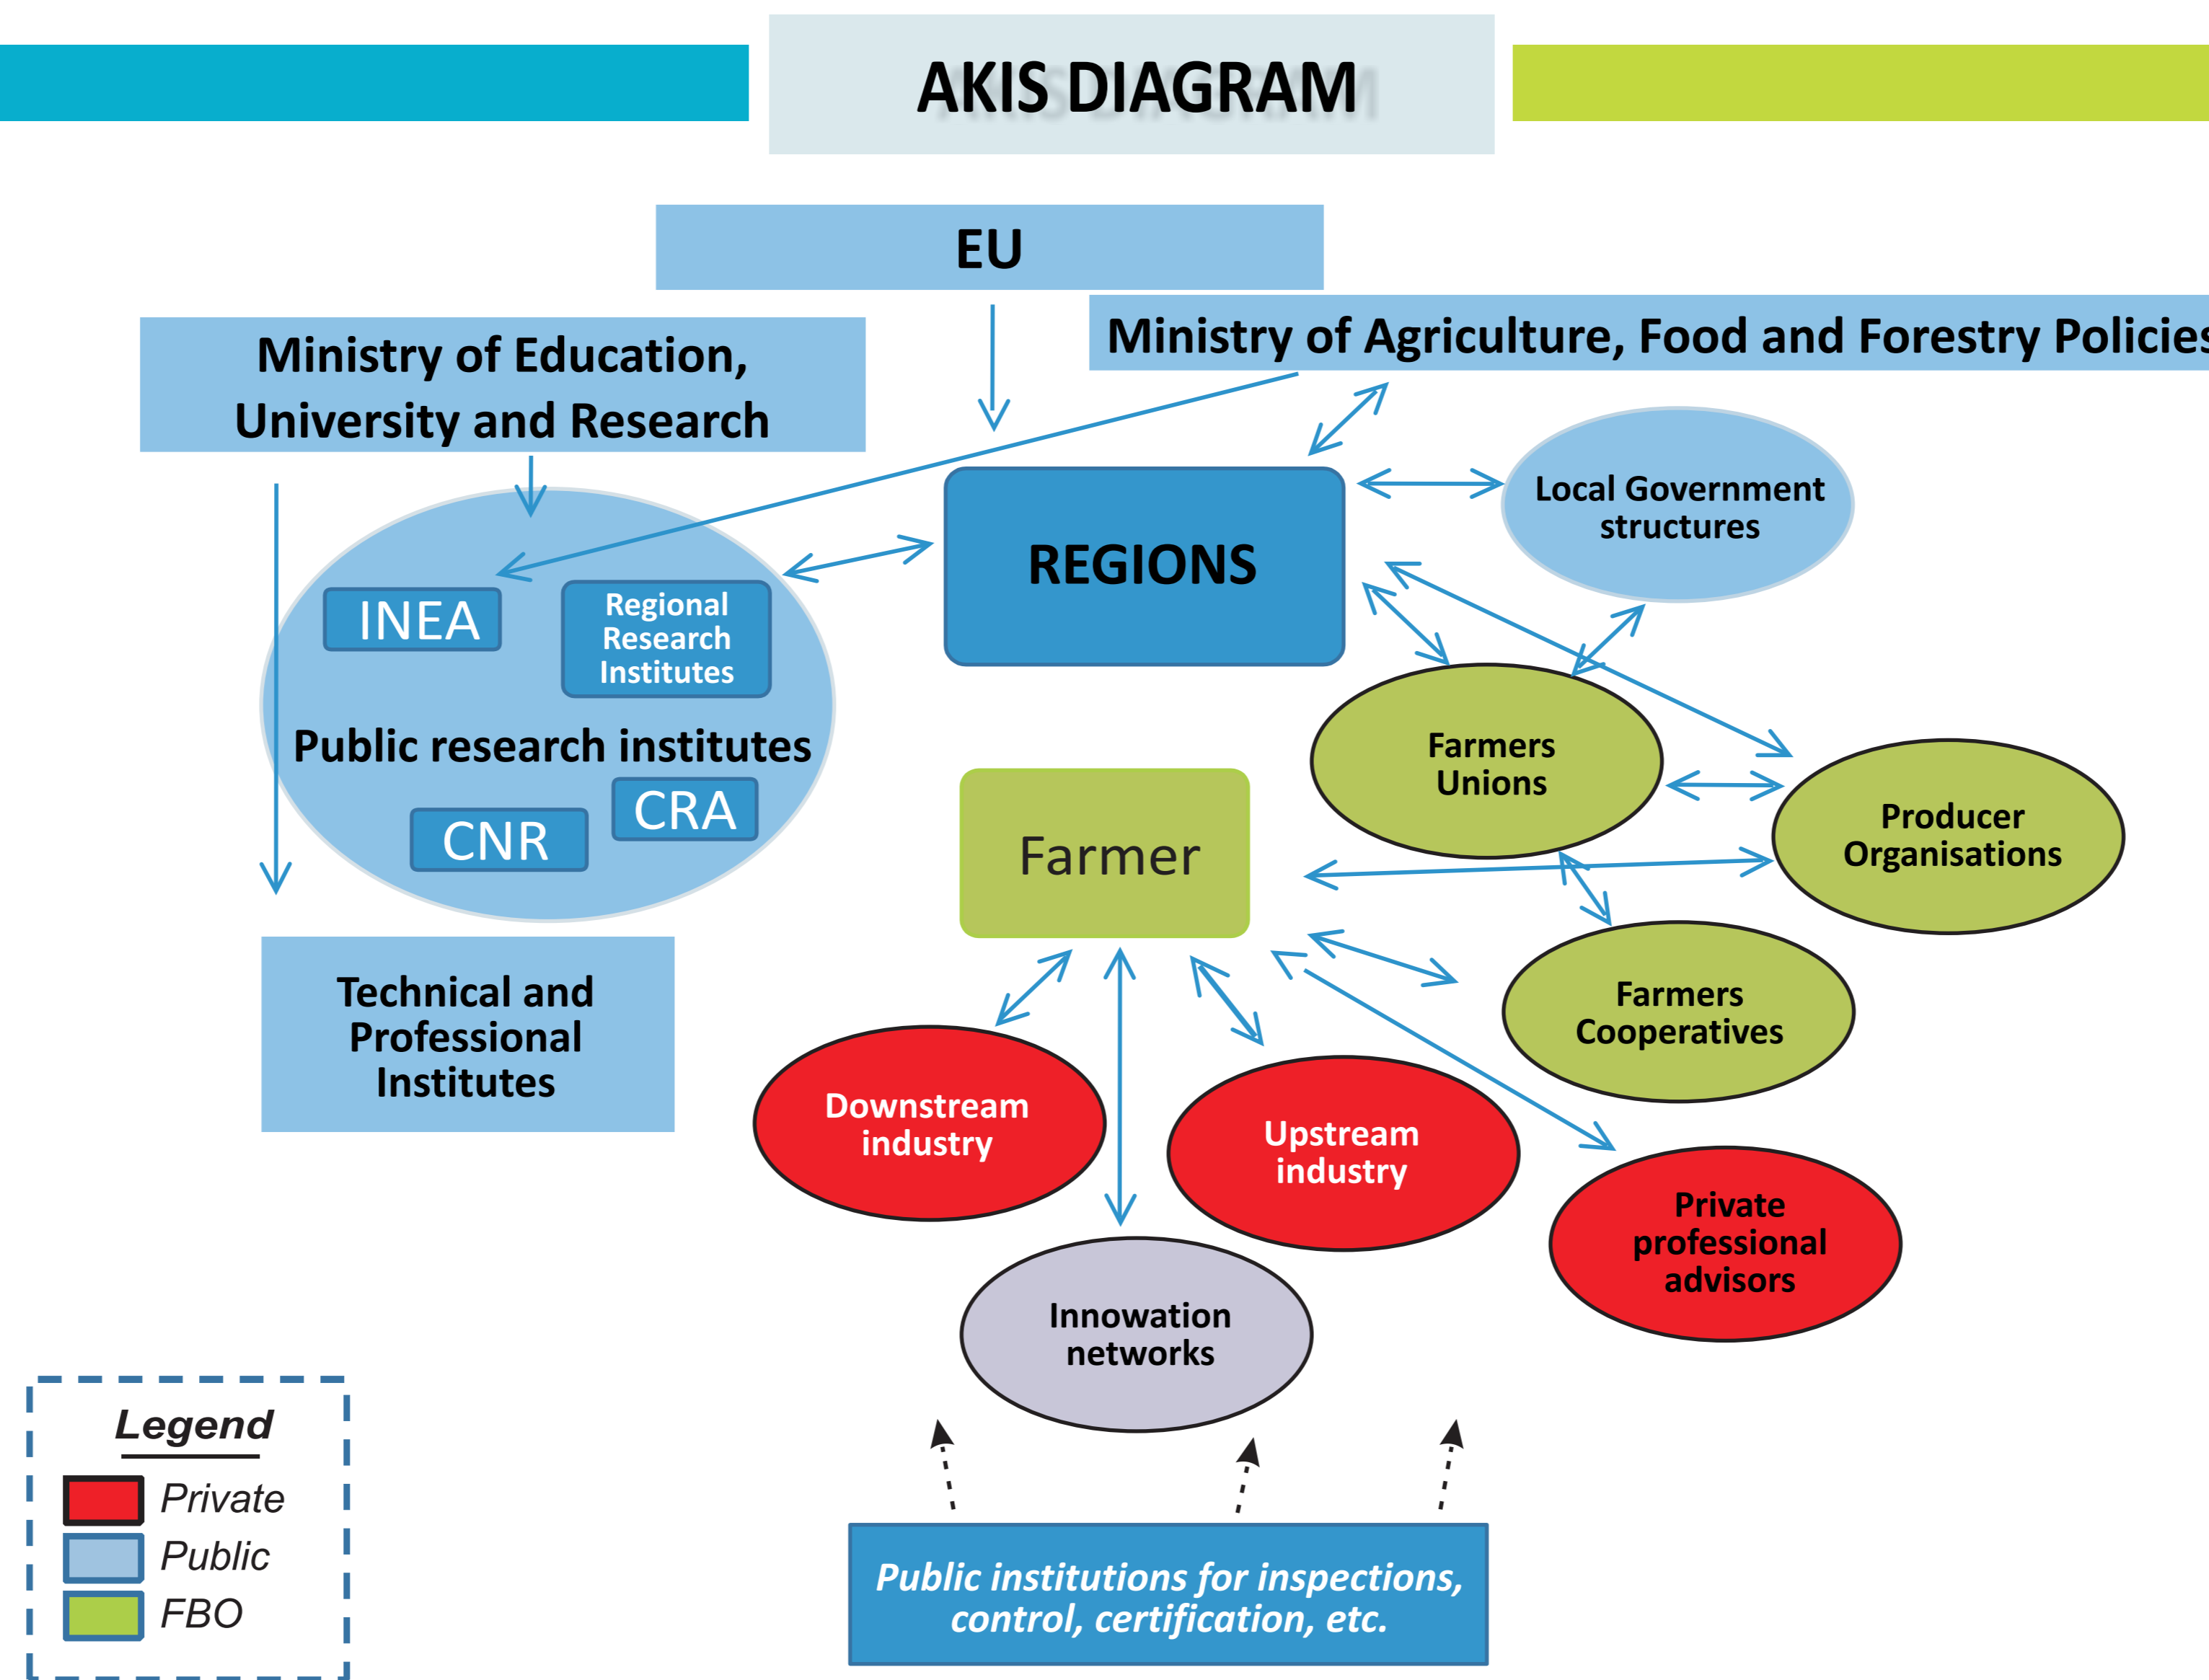 AKIS DIAGRAM
EU
Ministry of Agriculture, Food and Forestry Policies
Ministry of Education,
University and Research
Local Government
structures
REGIONS
INEA
Regional
Research
Institutes
Public research institutes
CRA
CNR
Farmers
Unions
Producer
Organisations
Farmer
Technical and
Professional
Institutes
Farmers
Cooperatives
Downstream
industry
Upstream
industry
Private
professional
advisors
Innowation
networks
Legend
Private
Public
FBO
Public institutions for inspections,
control, certification, etc.